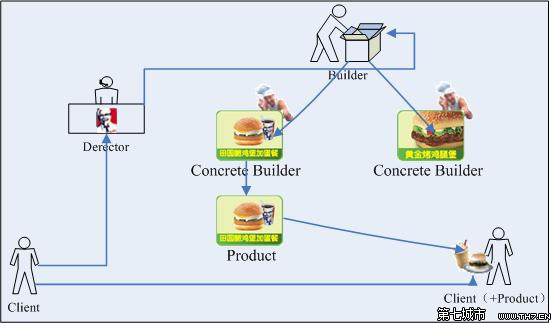 Builder
Derector
田园脆鸡堡加蛋餐
黄金烤鸡腿堡
Concrete Builder
Concrete Builder
田园脆鸡堡加蛋餐
Product
Client
Client（+Product）
第七城市
WWW.TH7.CN